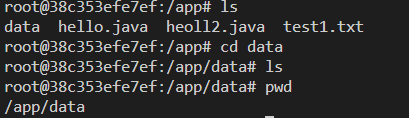 root@38c353efe7ef:/app# ls
data  hello.java  heoll2.java  test1.txt
root@38c353efe7ef:/app# cd data
root@38c353efe7ef:/app/data# ls
root@38c353efe7ef:/app/data# pwd
/app/data